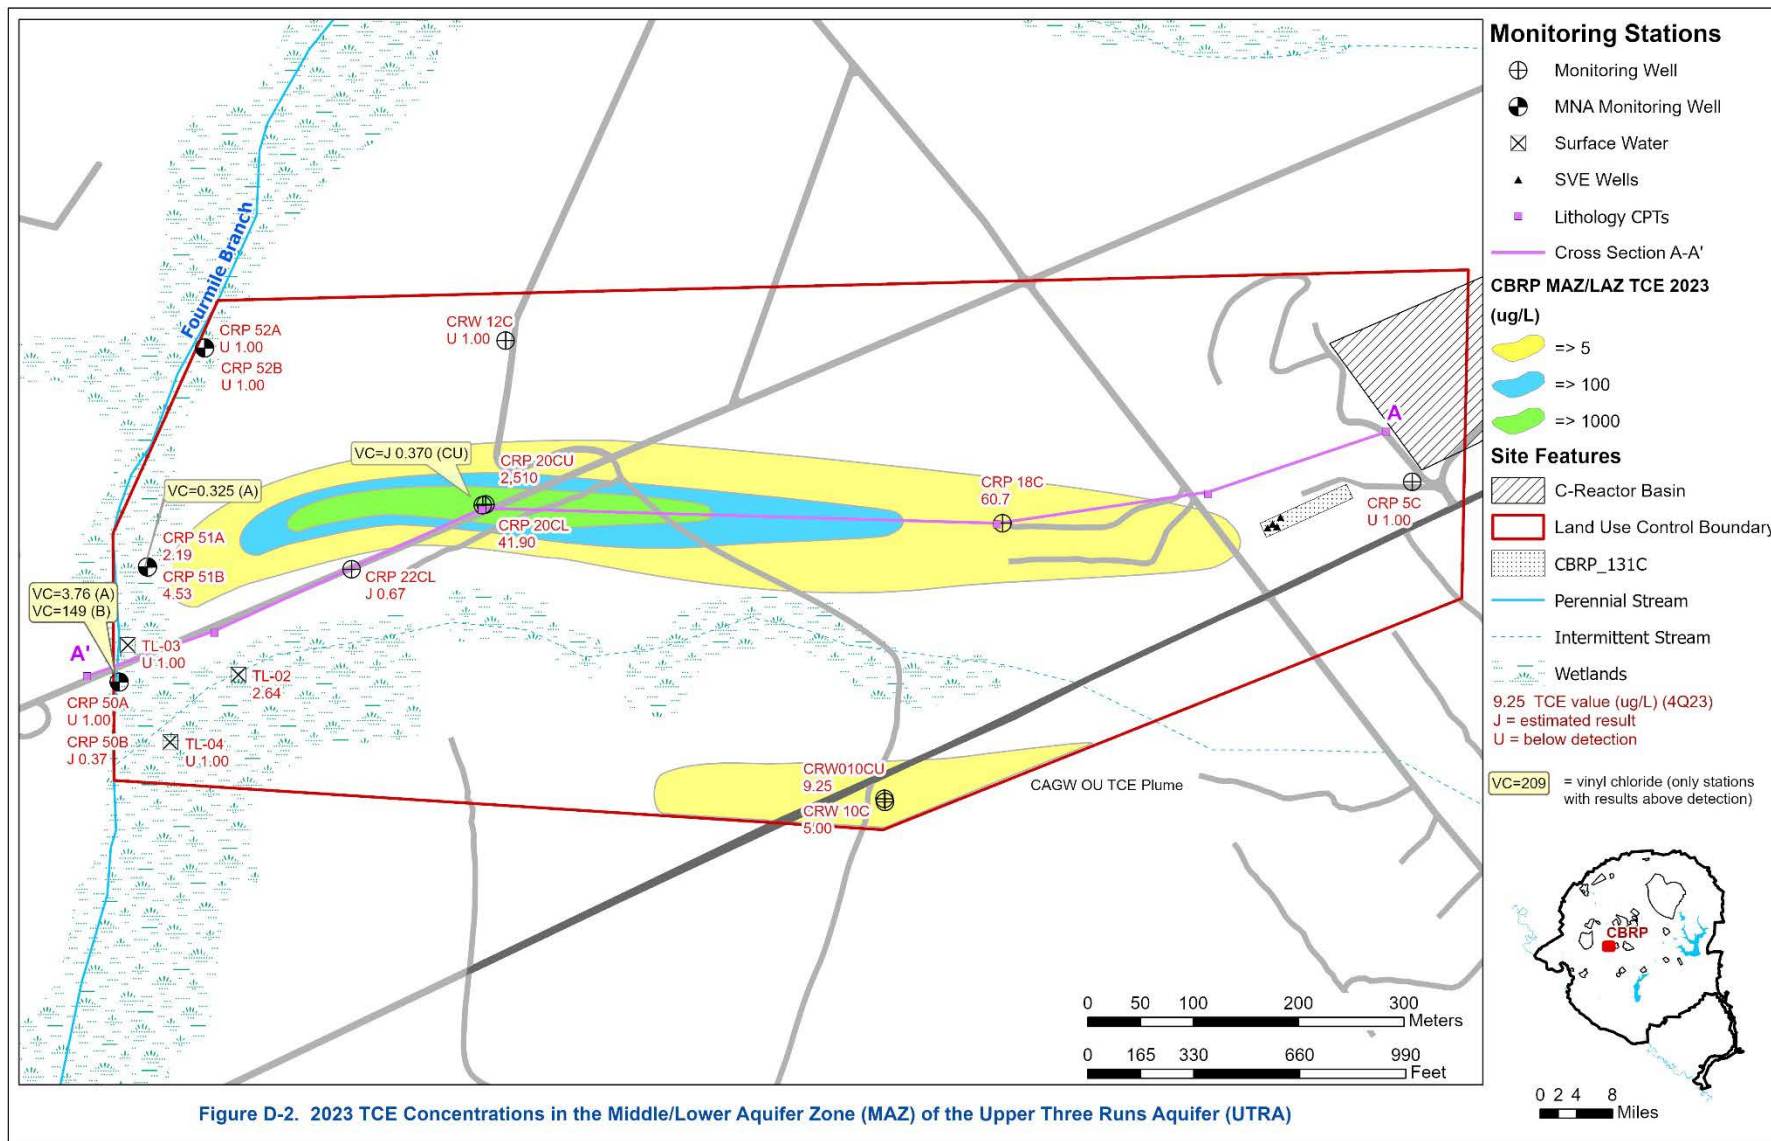 Fourmile Branch
CRP 52A
U 1.00
CRP 52B
U 1.00
CRW 12C
U 1.00
VC=J 0.370 (CU)
CRP 20CU
2,510
CRP 20CL
41.90
CRP 18C
60.7
A
CRP 5C
U 1.00
VC=0.325 (A)
CRP 51A
2.19
CRP 51B
4.53
CRP 22CL
J 0.67
VC=3.76 (A)
VC=149 (B)
A'
TL-03
U 1.00
TL-02
2.64
CRP 50A
U 1.00
CRP 50B
J 0.37
TL-04
U 1.00
CRW010CU
9.25
CRW 10C
5.00
CAGW OU TCE Plume
0 50 100 200 300
Meters
0 165 330 660 990
Feet
Monitoring Stations
Monitoring Well
MNA Monitoring Well
Surface Water
SVE Wells
Lithology CPTs
Cross Section A-A'
CBRP MAZ/LAZ TCE 2023
(ug/L)
=> 5
=> 100
=> 1000
Site Features
C-Reactor Basin
Land Use Control Boundary
CBRP_131C
Perennial Stream
Intermittent Stream
Wetlands
9.25 TCE value (ug/L) (4Q23)
J = estimated result
U = below detection
VC=209 = vinyl chloride (only stations
with results above detection)
CBRP
0 2 4 8
Miles
Figure D-2. 2023 TCE Concentrations in the Middle/Lower Aquifer Zone (MAZ) of the Upper Three Runs Aquifer (UTRA)